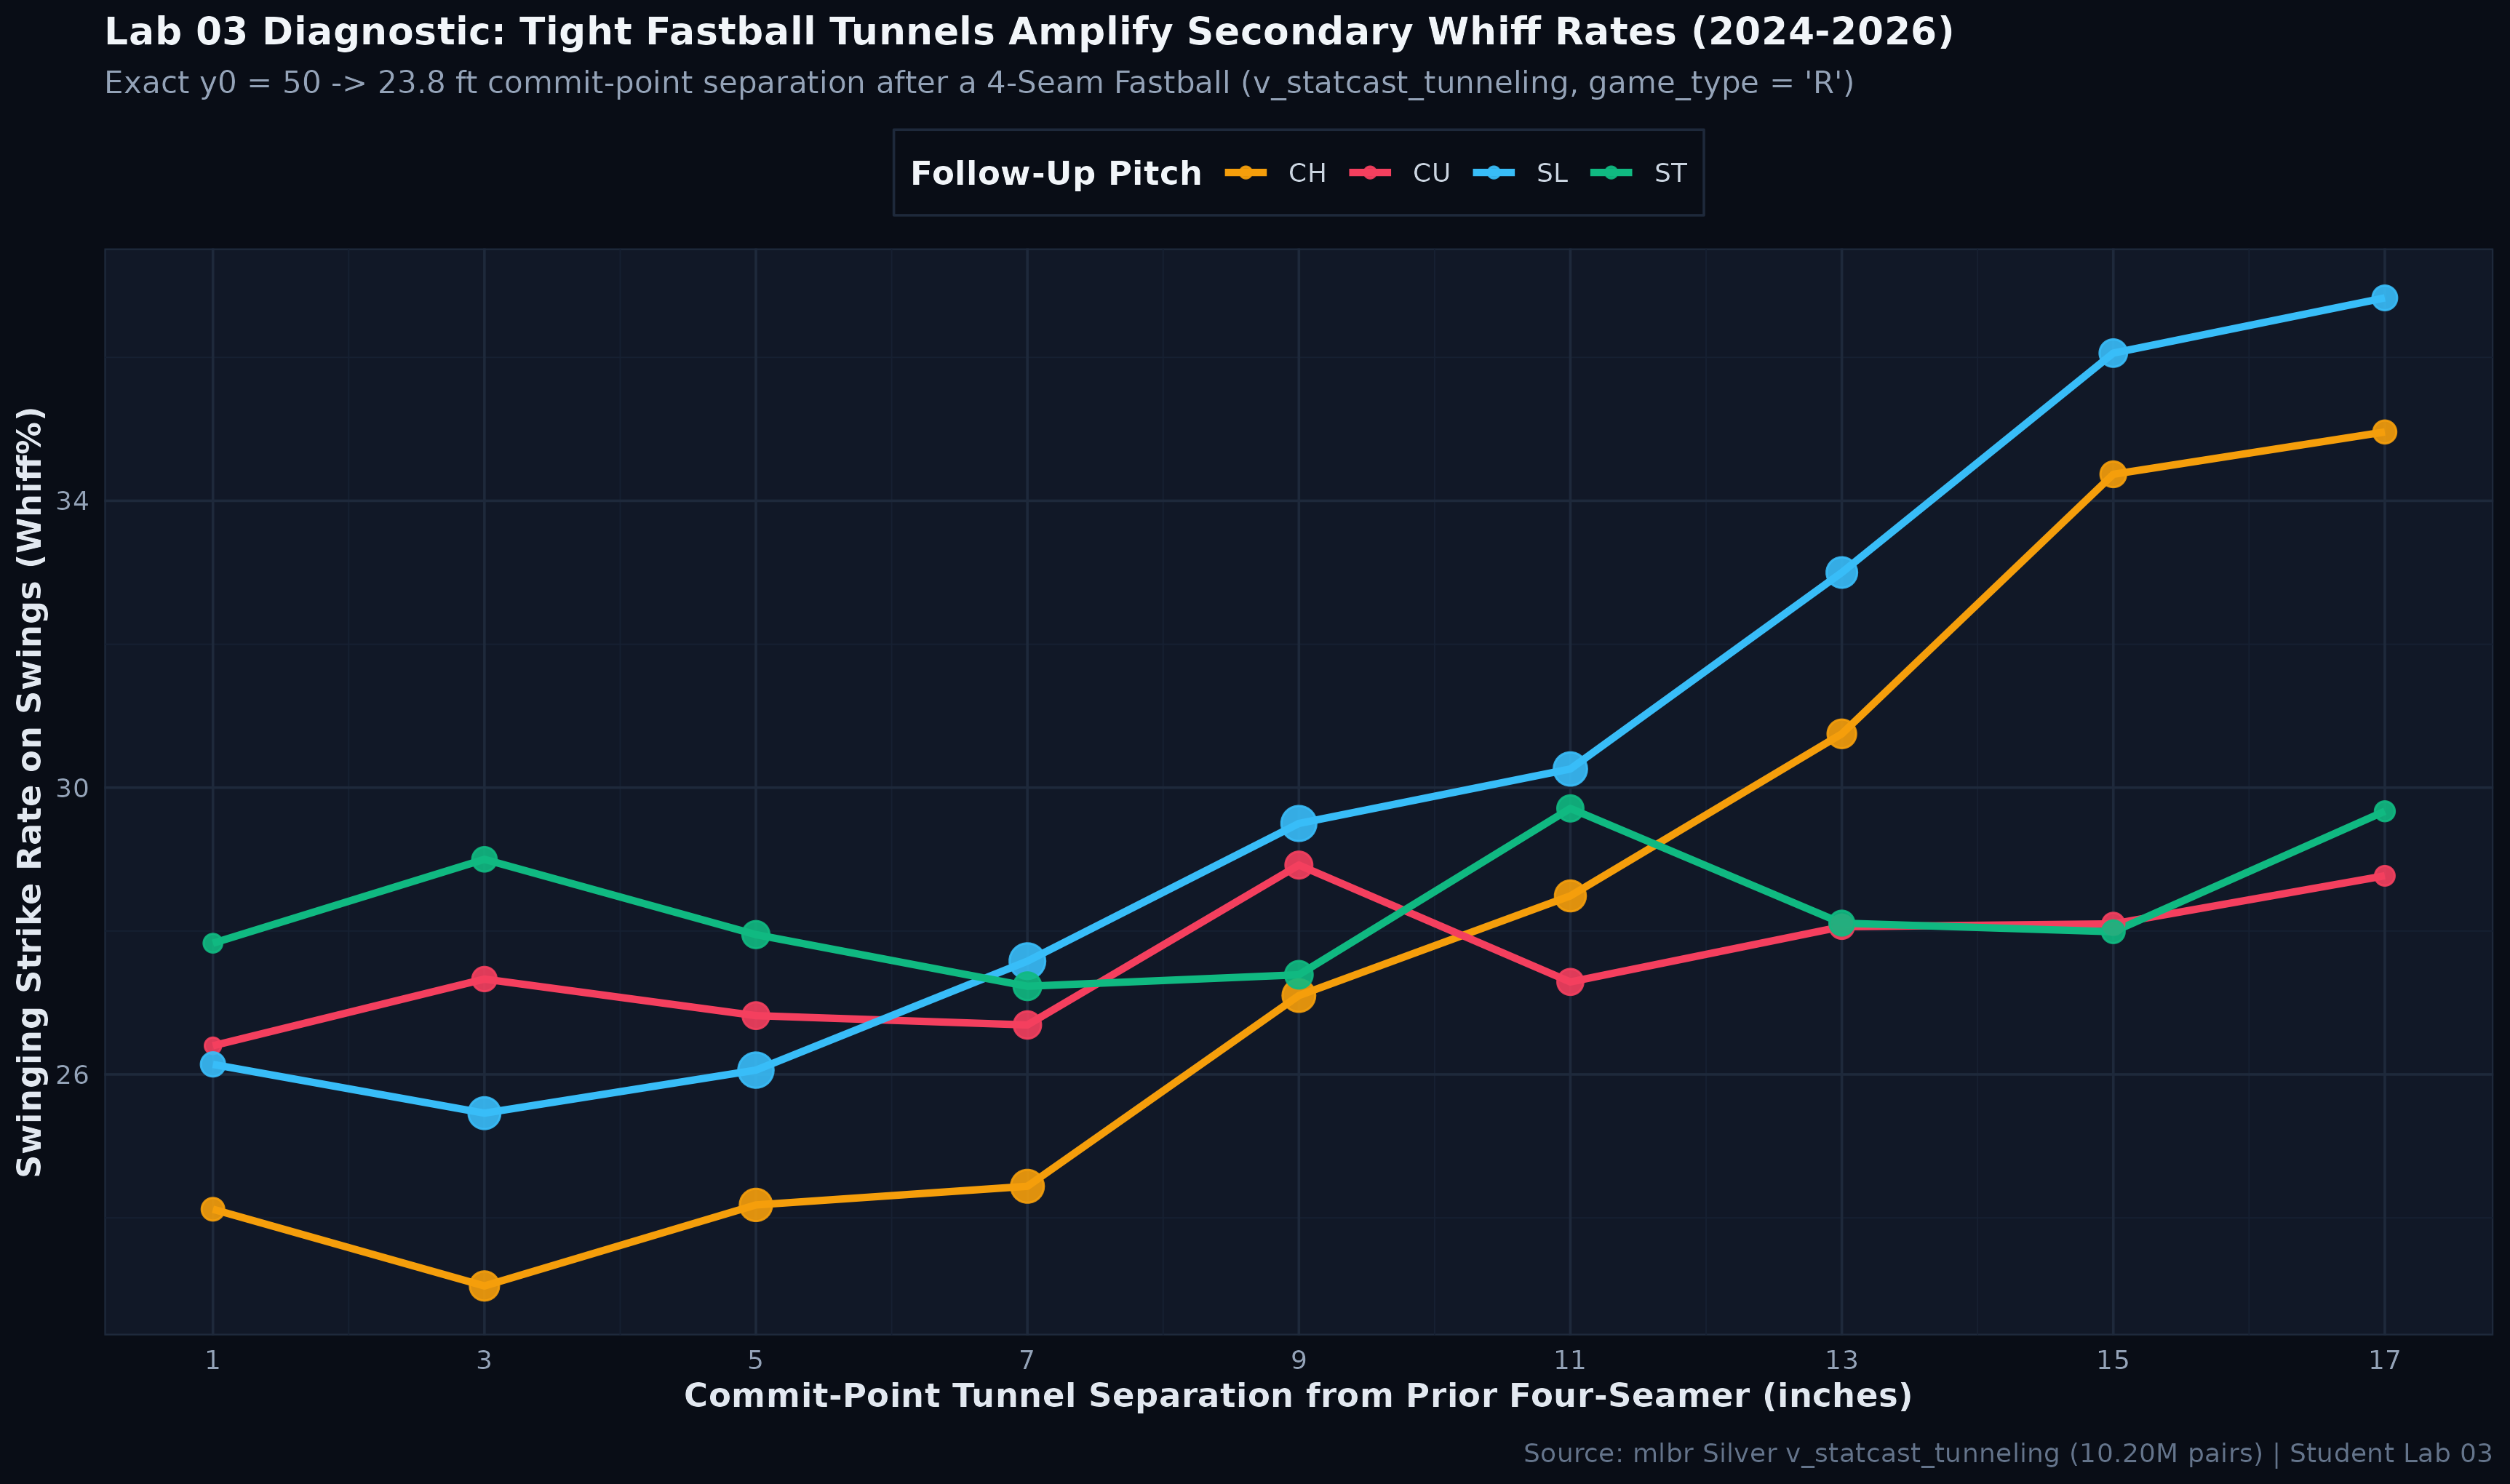 Lab 03 Diagnostic: Tight Fastball Tunnels Amplify Secondary Whiff Rates (2024-2026)
Exact y0 = 50 -> 23.8 ft commit-point separation after a 4-Seam Fastball (v_statcast_tunneling, game_type = 'R')
Follow-Up Pitch CH CU SL ST
Swinging Strike Rate on Swings (Whiff%)
34
30
26
1 3 5 7 9 11 13 15 17
Commit-Point Tunnel Separation from Prior Four-Seamer (inches)
Source: mlbr Silver v_statcast_tunneling (10.20M pairs) | Student Lab 03